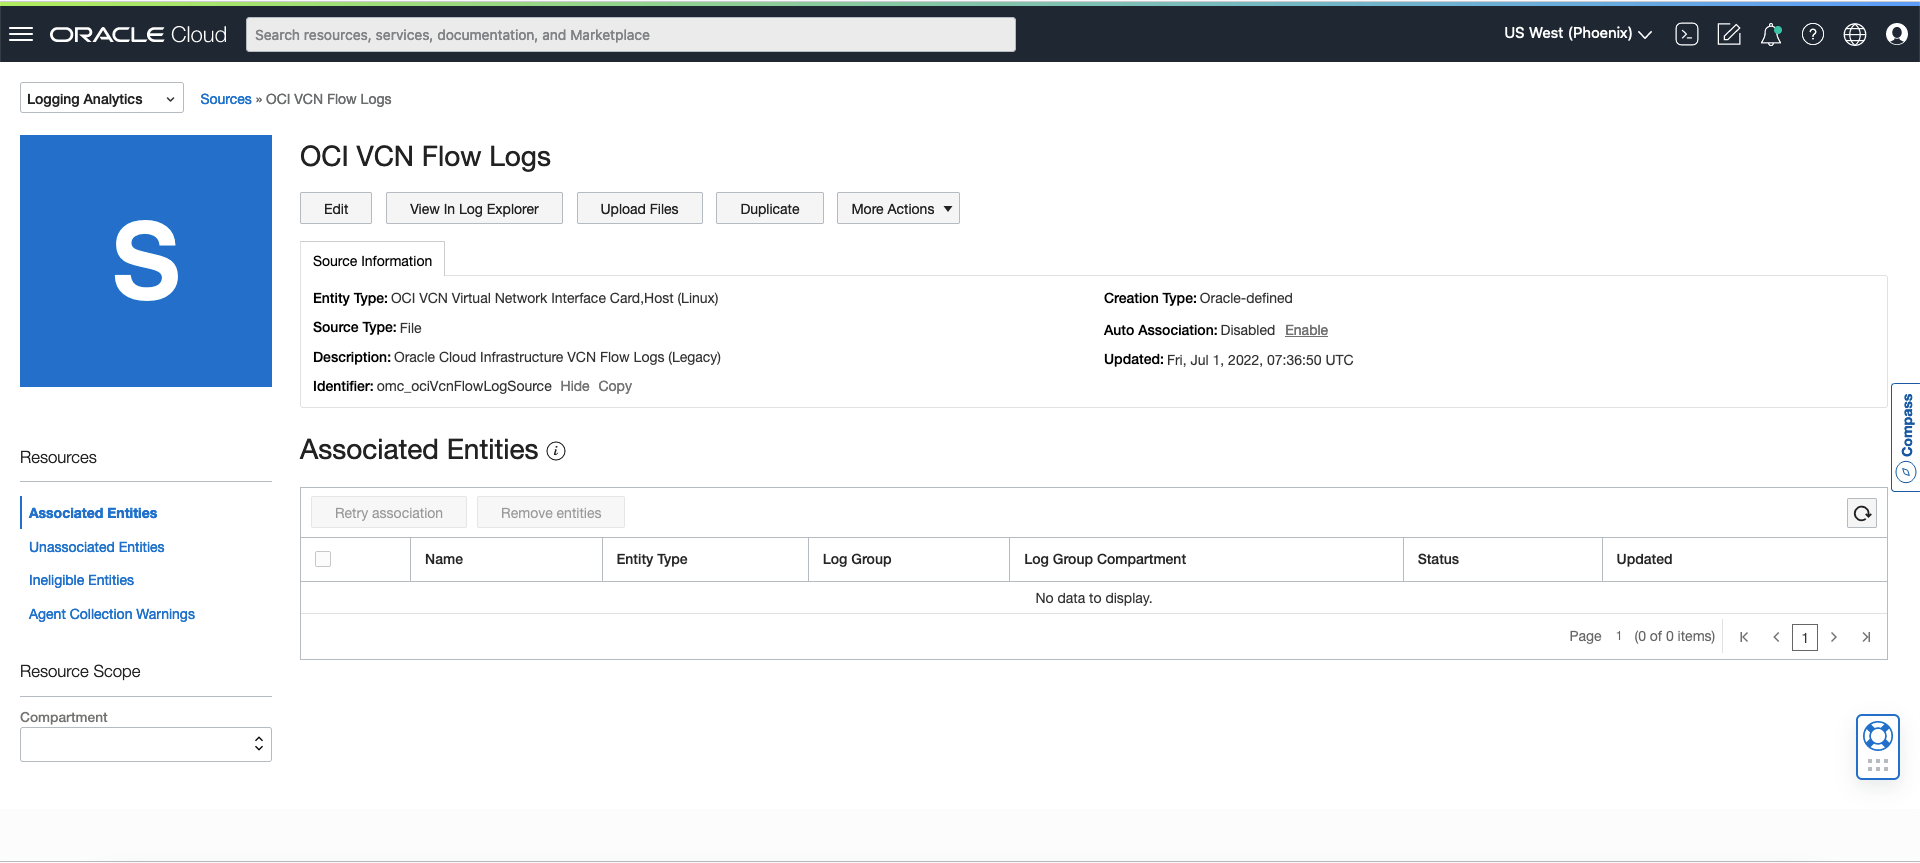 ORACLE Cloud
Search resources, services, documentation, and Marketplace
US West (Phoenix)
Logging Analytics
Sources » OCI VCN Flow Logs
S
OCI VCN Flow Logs
Edit
View In Log Explorer
Upload Files
Duplicate
More Actions
Source Information
Entity Type: OCI VCN Virtual Network Interface Card,Host (Linux)
Source Type: File
Description: Oracle Cloud Infrastructure VCN Flow Logs (Legacy)
Identifier: omc_ociVcnFlowLogSource Hide Copy
Creation Type: Oracle-defined
Auto Association: Disabled Enable
Updated: Fri, Jul 1, 2022, 07:36:50 UTC
Compass
Resources
Associated Entities
Unassociated Entities
Ineligible Entities
Agent Collection Warnings
Resource Scope
Compartment
Associated Entities
Retry association
Remove entities
Name Entity Type Log Group Log Group Compartment Status Updated
No data to display.
Page 1 (0 of 0 items) 1